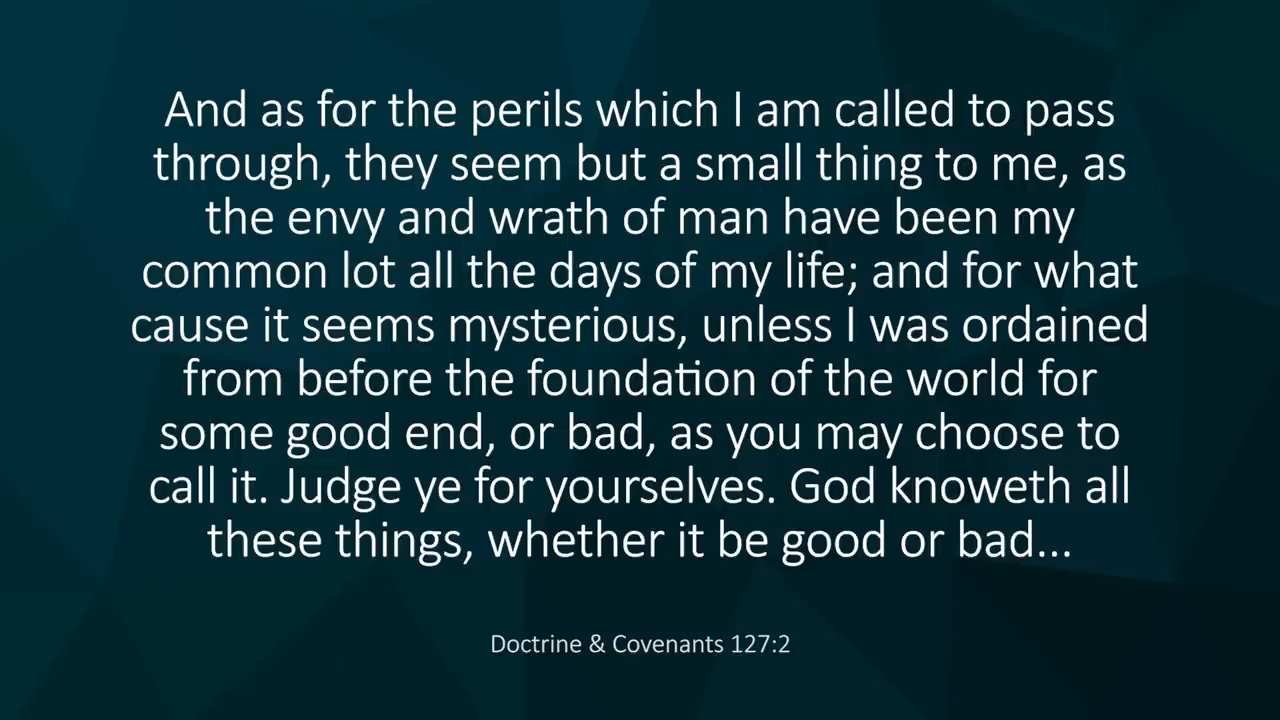 And as for the perils which I am called to pass
through, they seem but a small thing to me, as
the envy and wrath of man have been my
common lot all the days of my life; and for what
cause it seems mysterious, unless I was ordained
from before the foundation of the world for
some good end, or bad, as you may choose to
call it. Judge ye for yourselves. God knoweth all
these things, whether it be good or bad...
Doctrine & Covenants 127:2